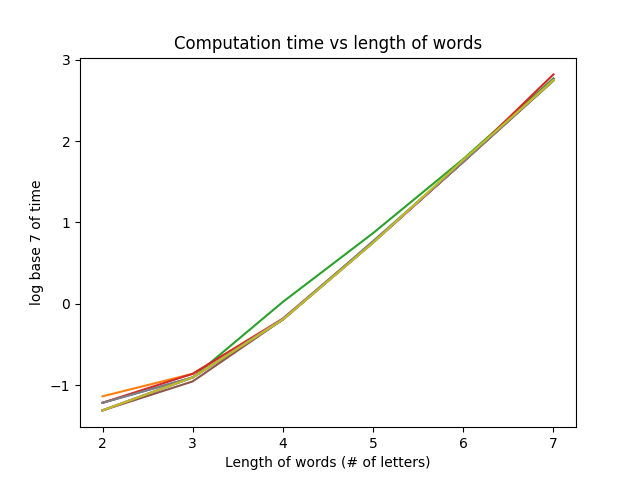 Computation time vs length of words
3
2
1
0
−1
log base 7 of time
2 3 4 5 6 7
Length of words (# of letters)